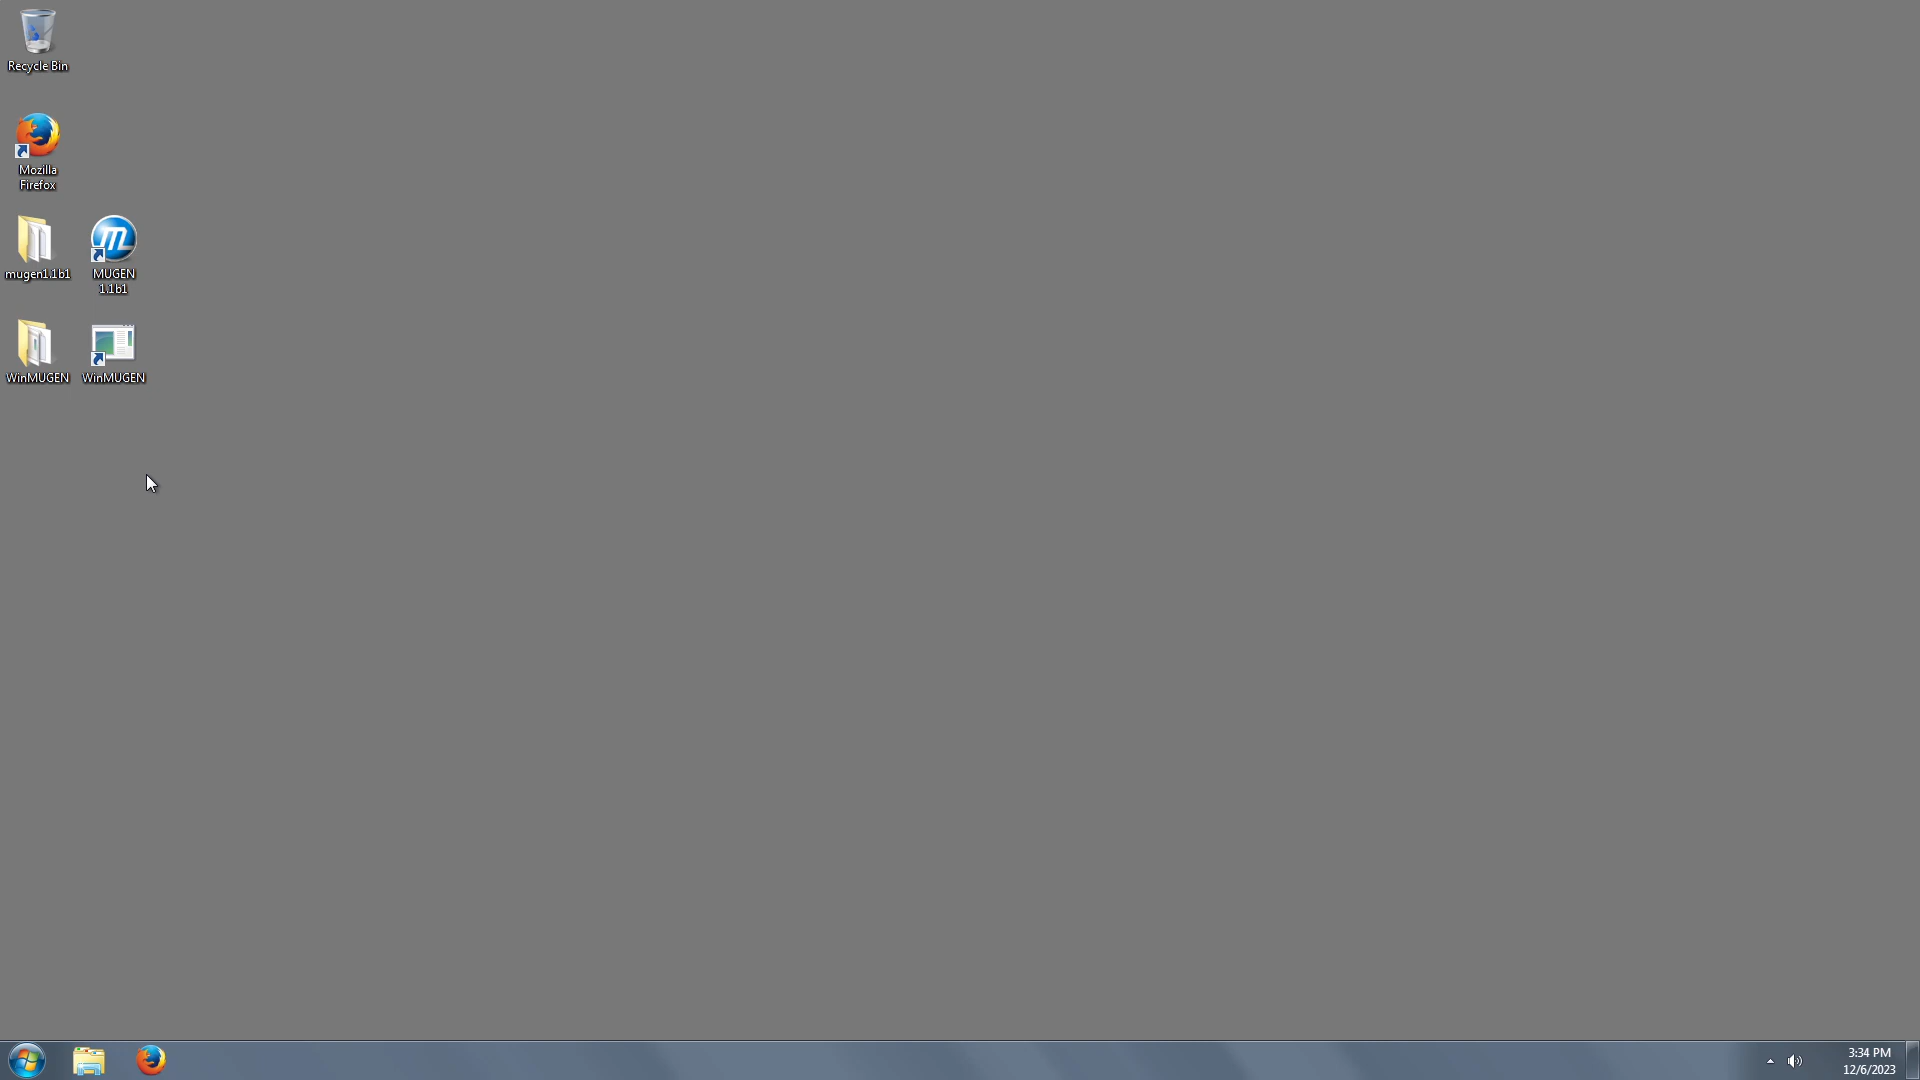 Recycle Bin
Mozilla
Firefox
mugen1.1b1
MUGEN
1.1b1
WinMUGEN
WinMUGEN
3:34 PM
12/6/2023